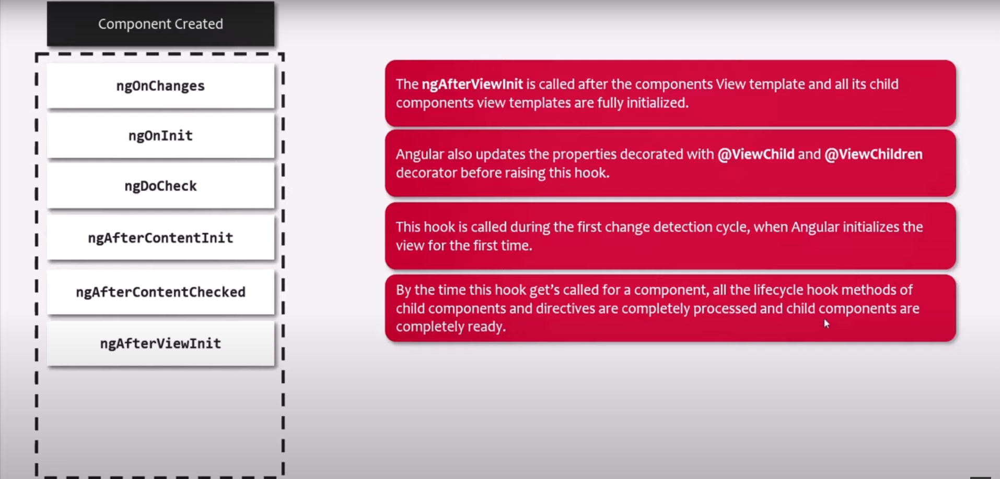 Component Created
ngOnChanges
ngOnInit
ngDoCheck
ngAfterContentInit
ngAfterContentChecked
ngAfterViewInit
The ngAfterViewInit is called after the components View template and all its child
components view templates are fully initialized.
Angular also updates the properties decorated with @ViewChild and @ViewChildren
decorator before raising this hook.
This hook is called during the first change detection cycle, when Angular initializes the
view for the first time.
By the time this hook get’s called for a component, all the lifecycle hook methods of
child components and directives are completely processed and child components are
completely ready.